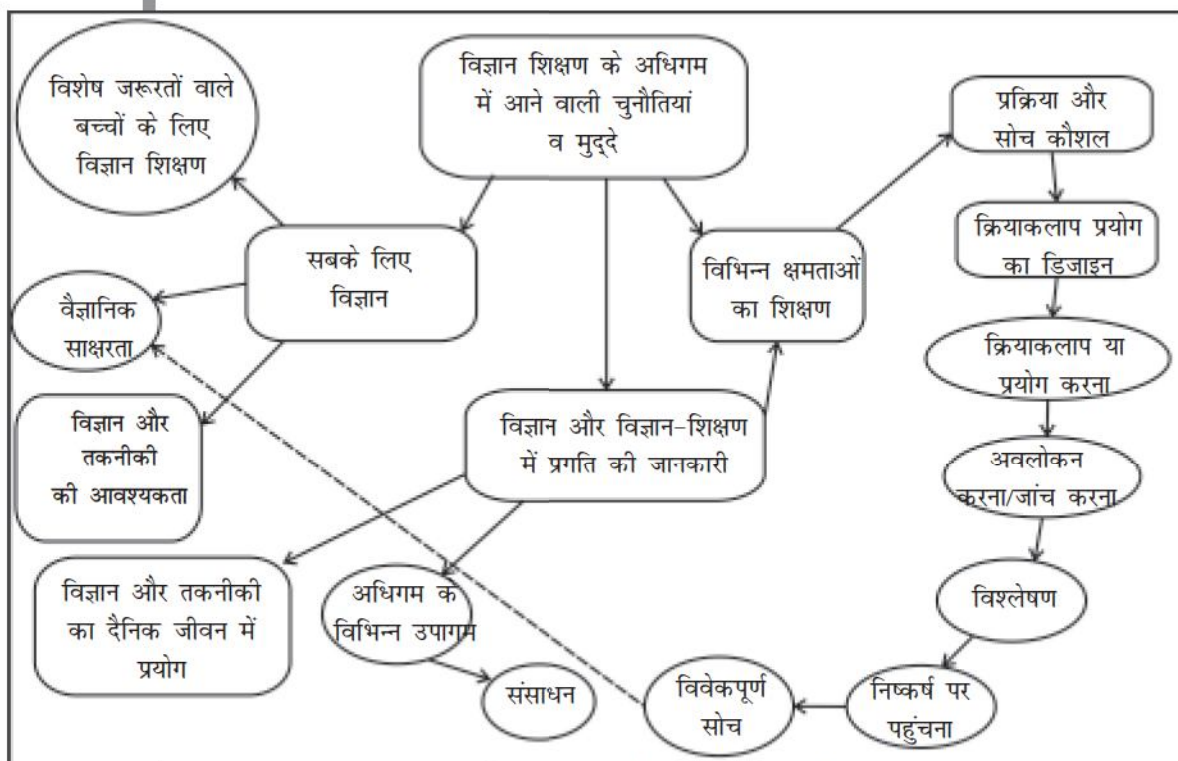 विशेष जरूरतों वाले
बच्चों के लिए
विज्ञान शिक्षण
विज्ञान शिक्षण के अधिगम
में आने वाली चुनौतियां
व मुद्दे
प्रक्रिया और
सोच कौशल
सबके लिए
विज्ञान
विभिन्न क्षमताओं
का शिक्षण
क्रियाकलाप प्रयोग
का डिजाइन
वैज्ञानिक
साक्षरता
क्रियाकलाप या
प्रयोग करना
विज्ञान और
तकनीकी
की आवश्यकता
विज्ञान और विज्ञान-शिक्षण
में प्रगति की जानकारी
अवलोकन
करना/जांच करना
विज्ञान और तकनीकी
का दैनिक जीवन में
प्रयोग
अधिगम के
विभिन्न उपागम
संसाधन
विश्लेषण
निष्कर्ष पर
पहुंचना
विवेकपूर्ण
सोच